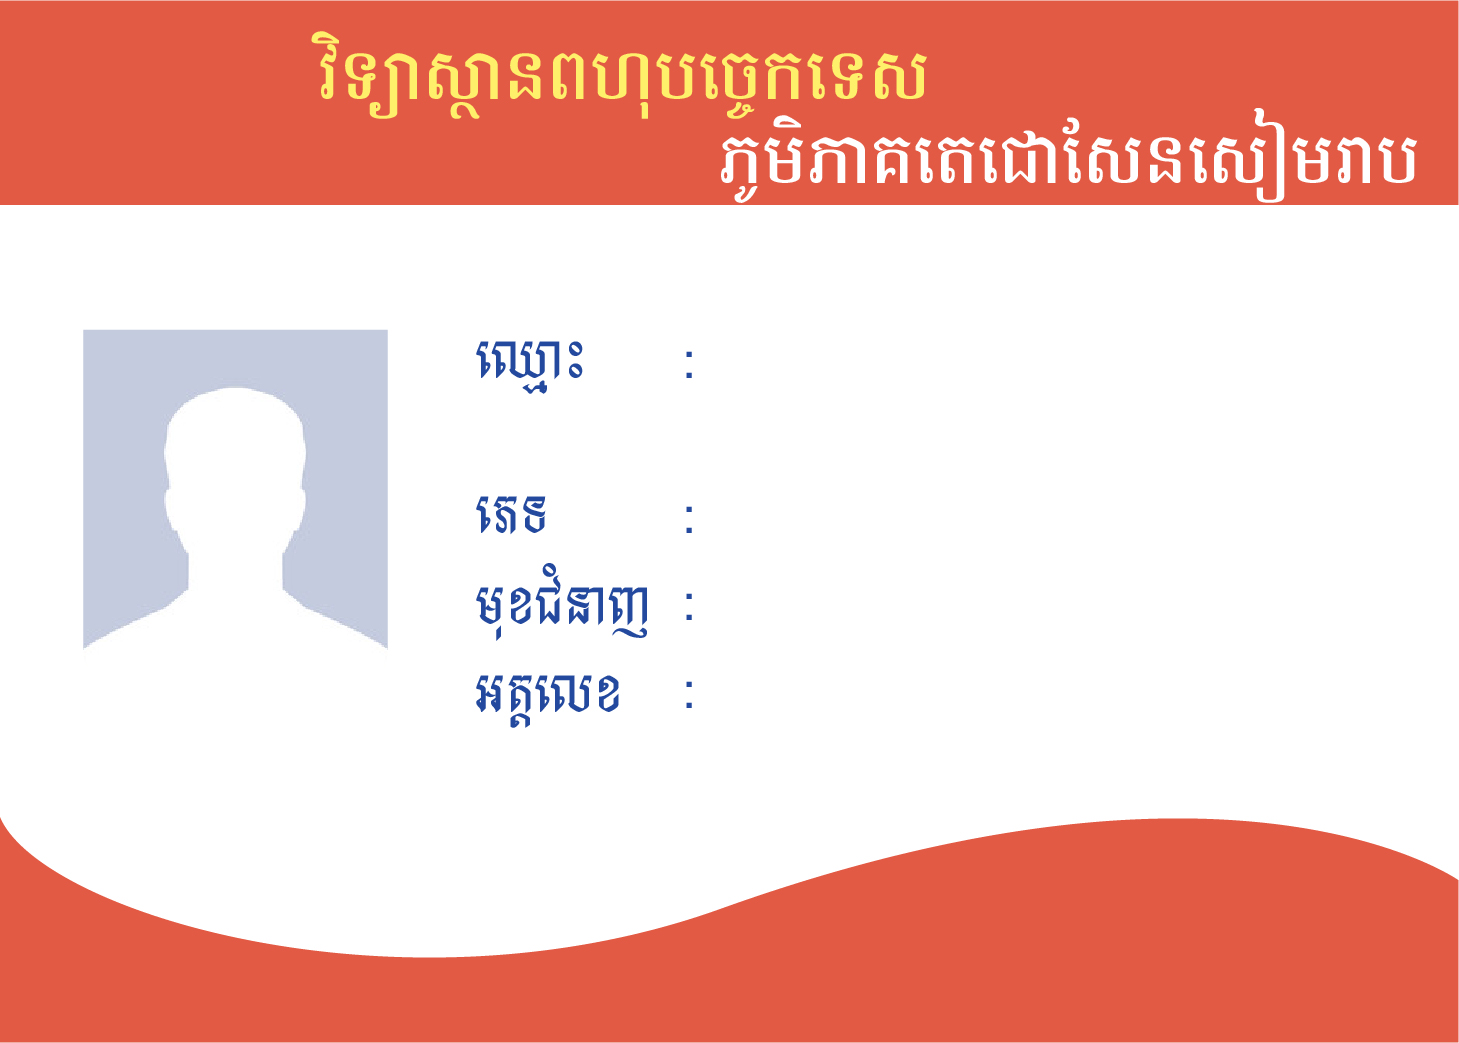 វិទ្យាស្ថានពហុបច្ចេកទេស
ភូមិភាគតេជោសែនសៀមរាប
ឈ្មោះ :
ភេទ :
មុខជំនាញ :
អត្តលេខ :